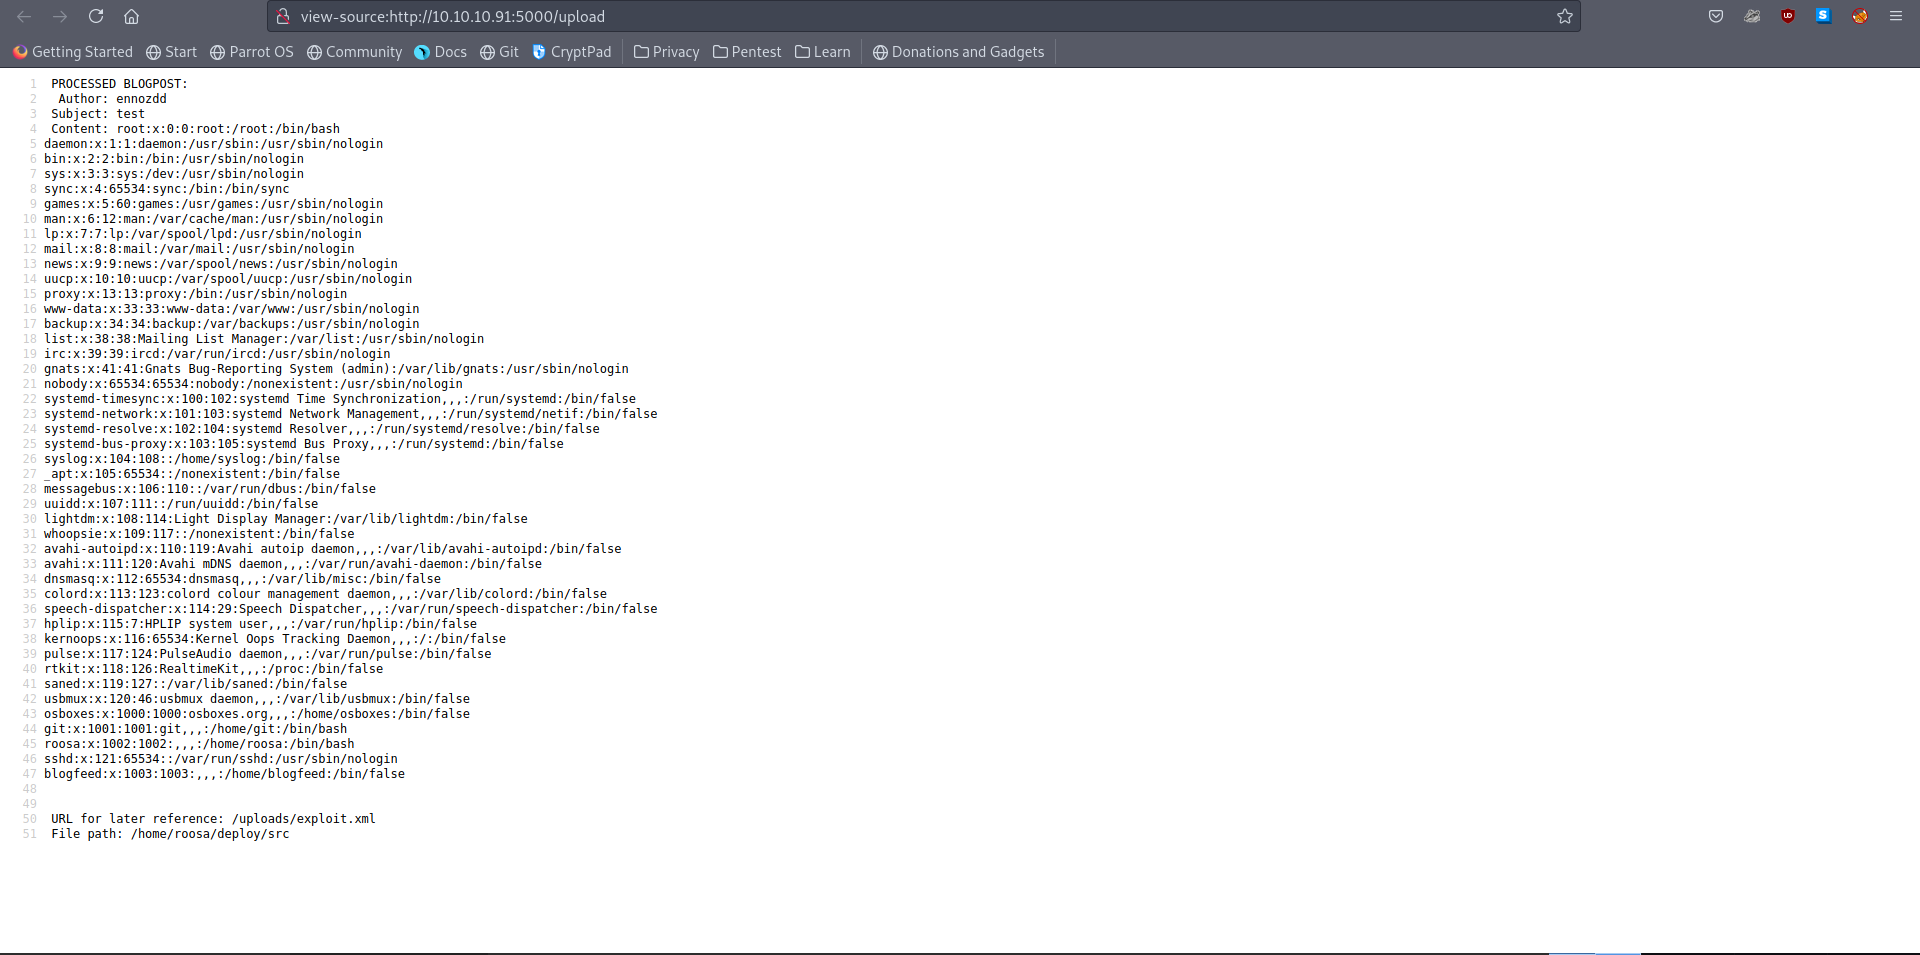 view-source:http://10.10.10.91:5000/upload
Getting Started Start Parrot OS Community Docs Git CryptPad Privacy Pentest Learn Donations and Gadgets
1 PROCESSED BLOGPOST:
2 Author: ennozdd
3 Subject: test
4 Content: root:x:0:0:root:/root:/bin/bash
5 daemon:x:1:1:daemon:/usr/sbin:/usr/sbin/nologin
6 bin:x:2:2:bin:/bin:/usr/sbin/nologin
7 sys:x:3:3:sys:/dev:/usr/sbin/nologin
8 sync:x:4:65534:sync:/bin:/bin/sync
9 games:x:5:60:games:/usr/games:/usr/sbin/nologin
10 man:x:6:12:man:/var/cache/man:/usr/sbin/nologin
11 lp:x:7:7:lp:/var/spool/lpd:/usr/sbin/nologin
12 mail:x:8:8:mail:/var/mail:/usr/sbin/nologin
13 news:x:9:9:news:/var/spool/news:/usr/sbin/nologin
14 uucp:x:10:10:uucp:/var/spool/uucp:/usr/sbin/nologin
15 proxy:x:13:13:proxy:/bin:/usr/sbin/nologin
16 www-data:x:33:33:www-data:/var/www:/usr/sbin/nologin
17 backup:x:34:34:backup:/var/backups:/usr/sbin/nologin
18 list:x:38:38:Mailing List Manager:/var/list:/usr/sbin/nologin
19 irc:x:39:39:ircd:/var/run/ircd:/usr/sbin/nologin
20 gnats:x:41:41:Gnats Bug-Reporting System (admin):/var/lib/gnats:/usr/sbin/nologin
21 nobody:x:65534:65534:nobody:/nonexistent:/usr/sbin/nologin
22 systemd-timesync:x:100:102:systemd Time Synchronization,,,:/run/systemd:/bin/false
23 systemd-network:x:101:103:systemd Network Management,,,:/run/systemd/netif:/bin/false
24 systemd-resolve:x:102:104:systemd Resolver,,,:/run/systemd/resolve:/bin/false
25 systemd-bus-proxy:x:103:105:systemd Bus Proxy,,,:/run/systemd:/bin/false
26 syslog:x:104:108::/home/syslog:/bin/false
27 _apt:x:105:65534::/nonexistent:/bin/false
28 messagebus:x:106:110::/var/run/dbus:/bin/false
29 uuidd:x:107:111::/run/uuidd:/bin/false
30 lightdm:x:108:114:Light Display Manager:/var/lib/lightdm:/bin/false
31 whoopsie:x:109:117::/nonexistent:/bin/false
32 avahi-autoipd:x:110:119:Avahi autoip daemon,,,:/var/lib/avahi-autoipd:/bin/false
33 avahi:x:111:120:Avahi mDNS daemon,,,:/var/run/avahi-daemon:/bin/false
34 dnsmasq:x:112:65534:dnsmasq,,,:/var/lib/misc:/bin/false
35 colord:x:113:123:colord colour management daemon,,,:/var/lib/colord:/bin/false
36 speech-dispatcher:x:114:29:Speech Dispatcher,,,:/var/run/speech-dispatcher:/bin/false
37 hplip:x:115:7:HPLIP system user,,,:/var/run/hplip:/bin/false
38 kernoops:x:116:65534:Kernel Oops Tracking Daemon,,,:/:/bin/false
39 pulse:x:117:124:PulseAudio daemon,,,:/var/run/pulse:/bin/false
40 rtkit:x:118:126:RealtimeKit,,,:/proc:/bin/false
41 saned:x:119:127::/var/lib/saned:/bin/false
42 usbmux:x:120:46:usbmux daemon,,,:/var/lib/usbmux:/bin/false
43 osboxes:x:1000:1000:osboxes.org,,,:/home/osboxes:/bin/false
44 git:x:1001:1001:git,,,:/home/git:/bin/bash
45 roosa:x:1002:1002:,,,:/home/roosa:/bin/bash
46 sshd:x:121:65534::/var/run/sshd:/usr/sbin/nologin
47 blogfeed:x:1003:1003:,,,:/home/blogfeed:/bin/false
48
49
50 URL for later reference: /uploads/exploit.xml
51 File path: /home/roosa/deploy/src